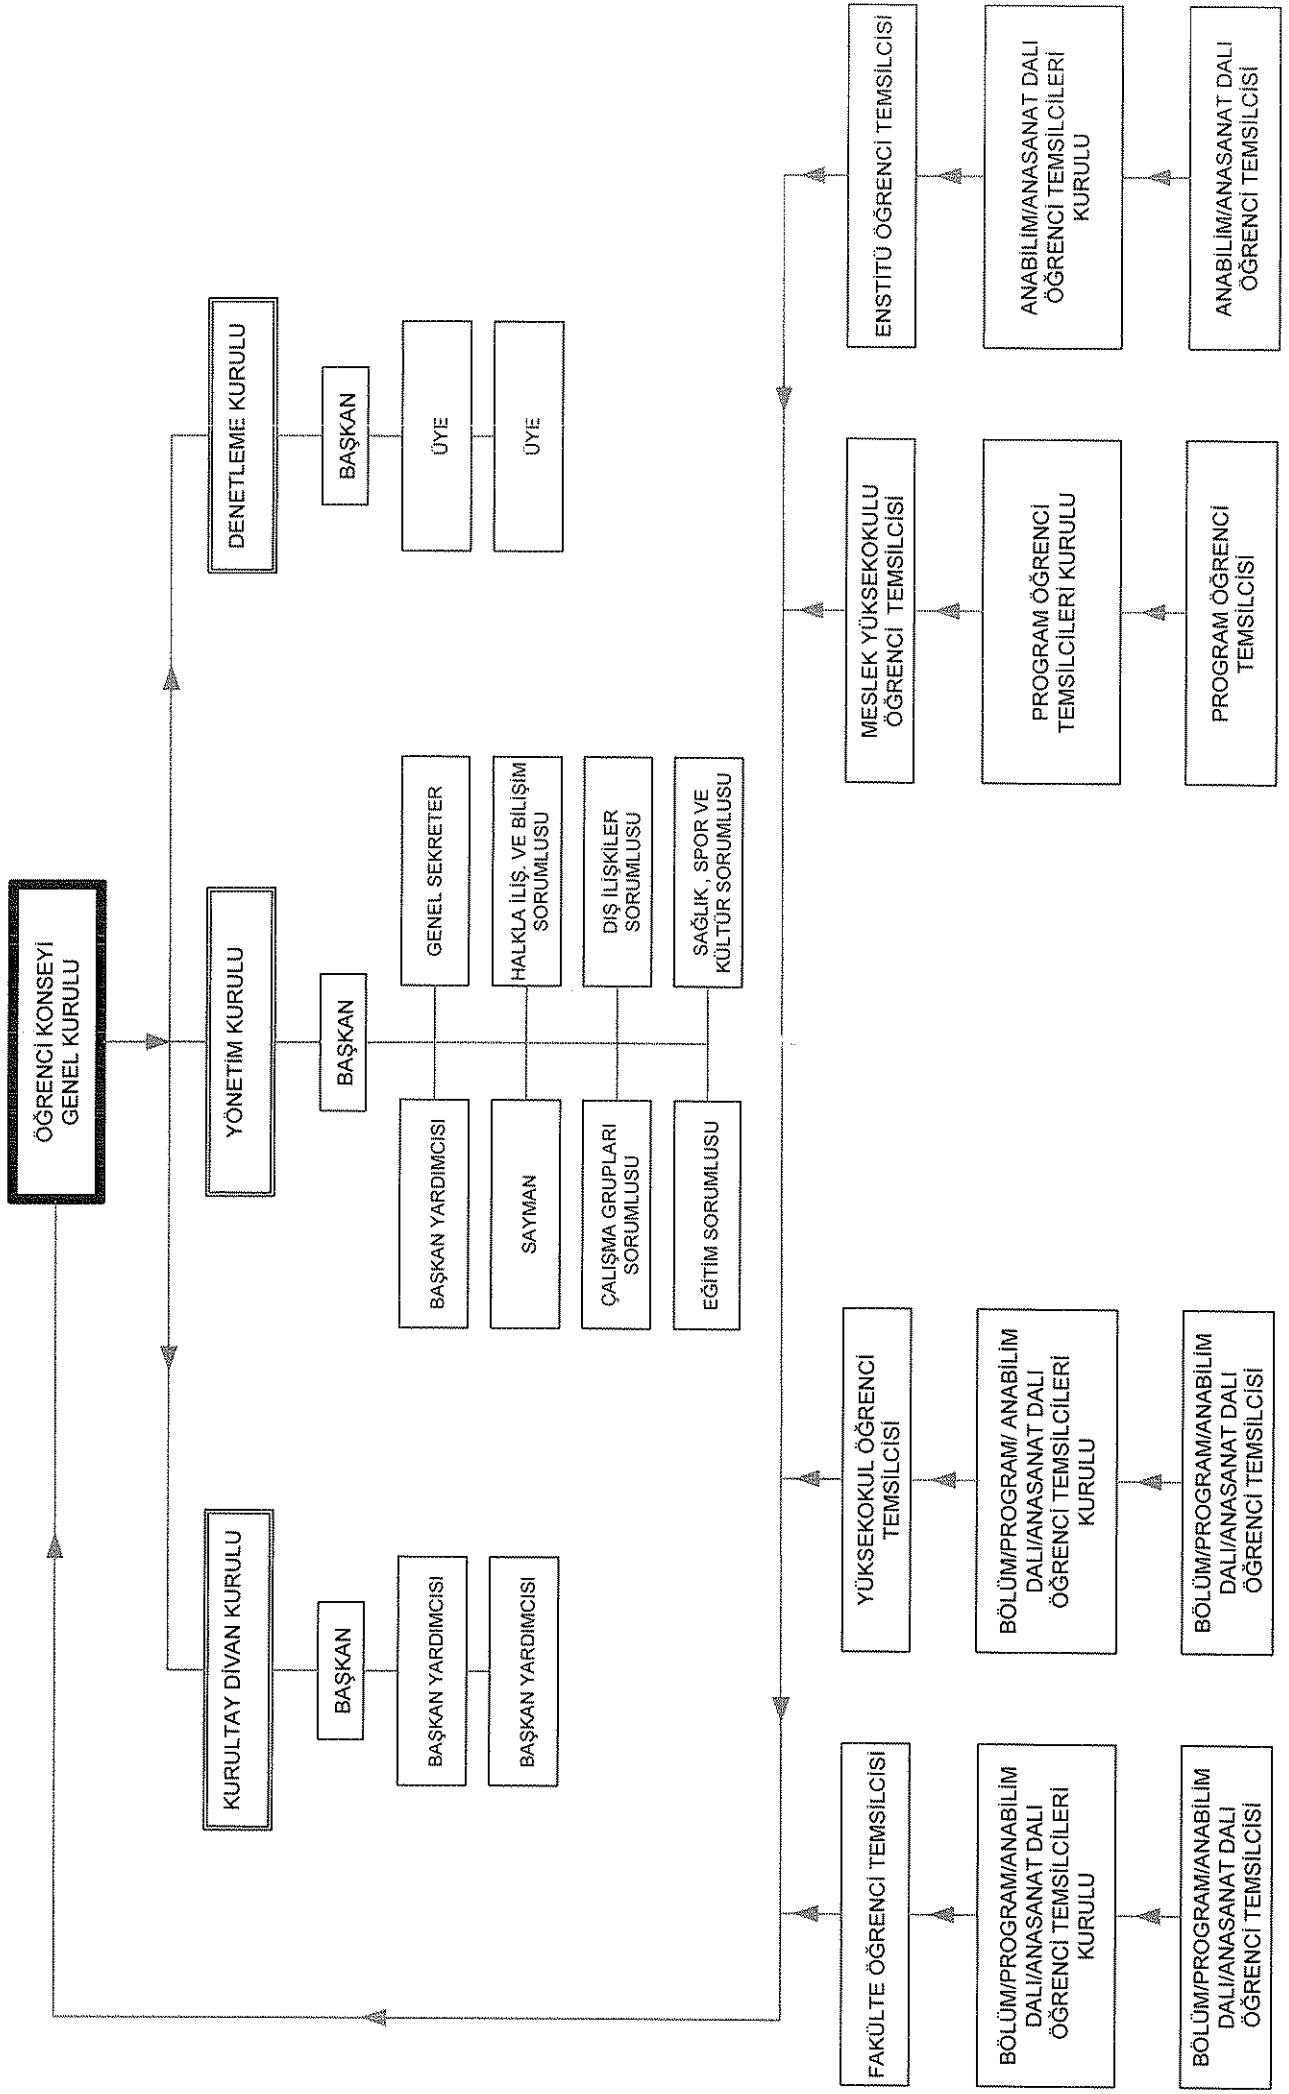 ÖĞRENCİ KONSEYİ
GENEL KURULU
KURULTAY DİVAN KURULU
BAŞKAN
BAŞKAN YARDIMCISI
BAŞKAN YARDIMCISI
YÖNETİM KURULU
BAŞKAN
BAŞKAN YARDIMCISI
GENEL SEKRETER
SAYMAN
HALKLA İLİŞ. VE BİLİŞİM
SORUMLUSU
ÇALIŞMA GRUPLARI
SORUMLUSU
DIŞ İLİŞKİLER
SORUMLUSU
EĞİTİM SORUMLUSU
SAĞLIK , SPOR VE
KÜLTÜR SORUMLUSU
DENETLEME KURULU
BAŞKAN
ÜYE
ÜYE
FAKÜLTE ÖĞRENCİ TEMSİLCİSİ
BÖLÜM/PROGRAM/ANABİLİM
DALI/ANASANAT DALI
ÖĞRENCİ TEMSİLCİLERİ
KURULU
BÖLÜM/PROGRAM/ANABİLİM
DALI/ANASANAT DALI
ÖĞRENCİ TEMSİLCİSİ
YÜKSEKOKUL ÖĞRENCİ
TEMSİLCİSİ
BÖLÜM/PROGRAM/ ANABİLİM
DALI/ANASANAT DALI
ÖĞRENCİ TEMSİLCİLERİ
KURULU
BÖLÜM/PROGRAM/ANABİLİM
DALI/ANASANAT DALI
ÖĞRENCİ TEMSİLCİSİ
MESLEK YÜKSEKOKULU
ÖĞRENCİ TEMSİLCİSİ
PROGRAM ÖĞRENCİ
TEMSİLCİLERİ KURULU
PROGRAM ÖĞRENCİ
TEMSİLCİSİ
ENSTİTÜ ÖĞRENCİ TEMSİLCİSİ
ANABİLİM/ANASANAT DALI
ÖĞRENCİ TEMSİLCİLERİ
KURULU
ANABİLİM/ANASANAT DALI
ÖĞRENCİ TEMSİLCİSİ